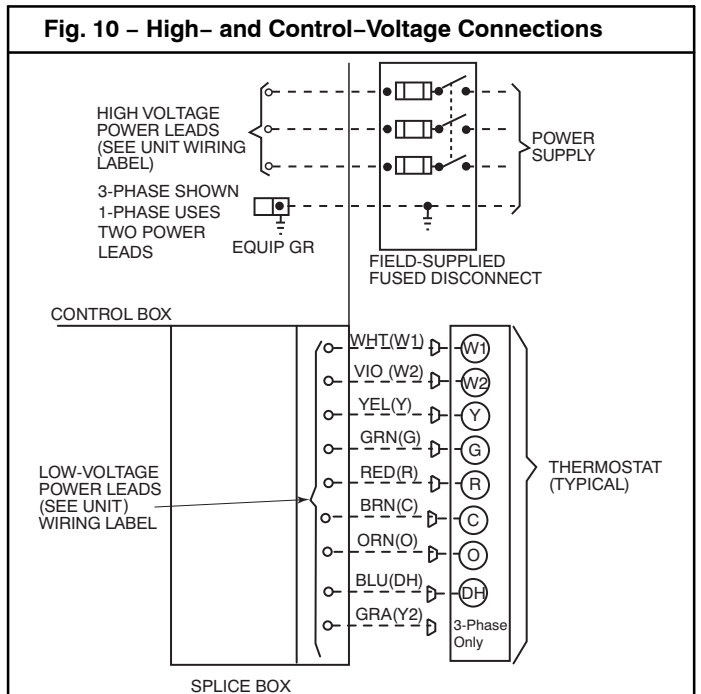 Fig. 10 – High– and Control–Voltage Connections
HIGH VOLTAGE
POWER LEADS
(SEE UNIT WIRING
LABEL)
POWER
SUPPLY
3-PHASE SHOWN
1-PHASE USES
TWO POWER
LEADS
EQUIP GR
FIELD-SUPPLIED
FUSED DISCONNECT
CONTROL BOX
WHT(W1) W1
VIO (W2) W2
YEL(Y) Y
GRN(G) G
RED(R) R
BRN(C) C
ORN(O) O
BLU(DH) DH
GRA(Y2) 3-Phase
Only
LOW-VOLTAGE
POWER LEADS
(SEE UNIT)
WIRING LABEL
THERMOSTAT
(TYPICAL)
SPLICE BOX